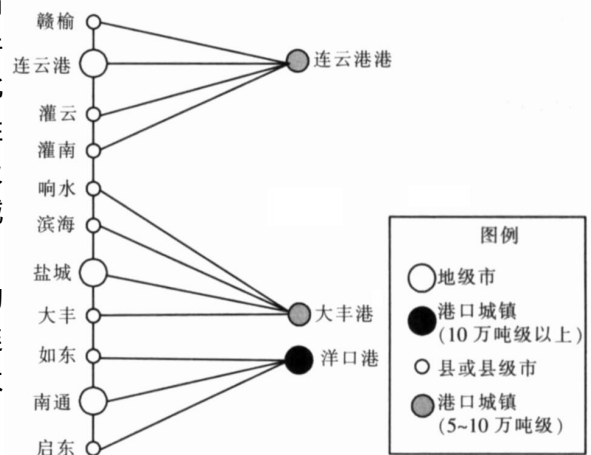 赣榆
连云港
灌云
灌南
响水
滨海
盐城
大丰
如东
南通
启东
连云港港
大丰港
洋口港
图例
地级市
港口城镇
(10万吨级以上)
县或县级市
港口城镇
(5~10万吨级)